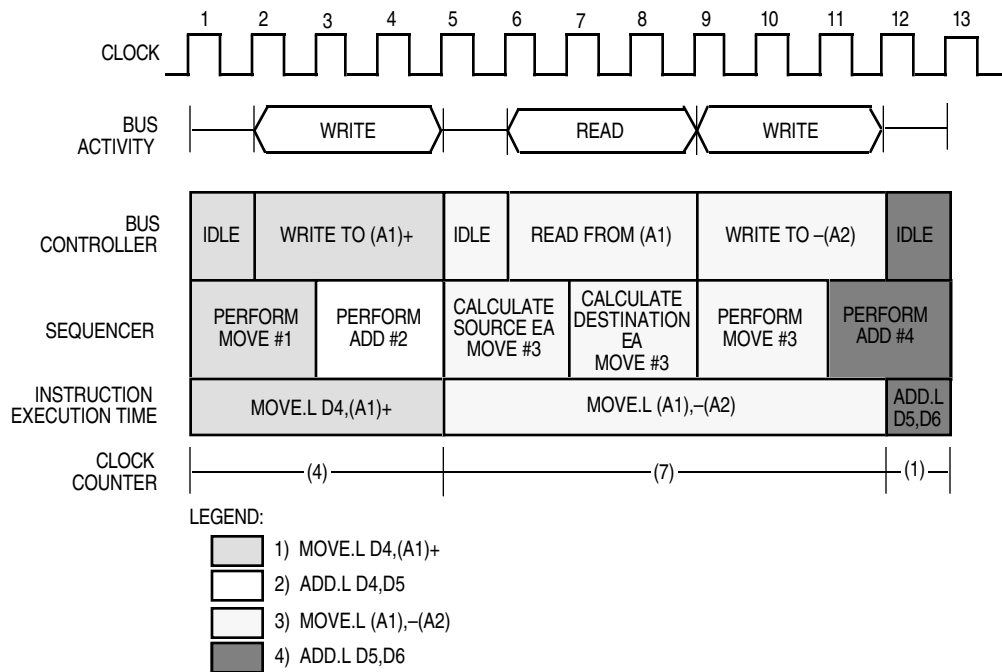 1 2 3 4 5 6 7 8 9 10 11 12 13
CLOCK
BUS
ACTIVITY
WRITE
READ
WRITE
BUS
CONTROLLER
IDLE
WRITE TO (A1)+
IDLE
READ FROM (A1)
WRITE TO –(A2)
IDLE
SEQUENCER
PERFORM
MOVE #1
PERFORM
ADD #2
CALCULATE
SOURCE EA
MOVE #3
CALCULATE
DESTINATION
EA
MOVE #3
PERFORM
MOVE #3
PERFORM
ADD #4
INSTRUCTION
EXECUTION TIME
MOVE.L D4,(A1)+
MOVE.L (A1),–(A2)
ADD.L
D5,D6
CLOCK
COUNTER
(4)
(7)
(1)
LEGEND:
1) MOVE.L D4,(A1)+
2) ADD.L D4,D5
3) MOVE.L (A1),–(A2)
4) ADD.L D5,D6